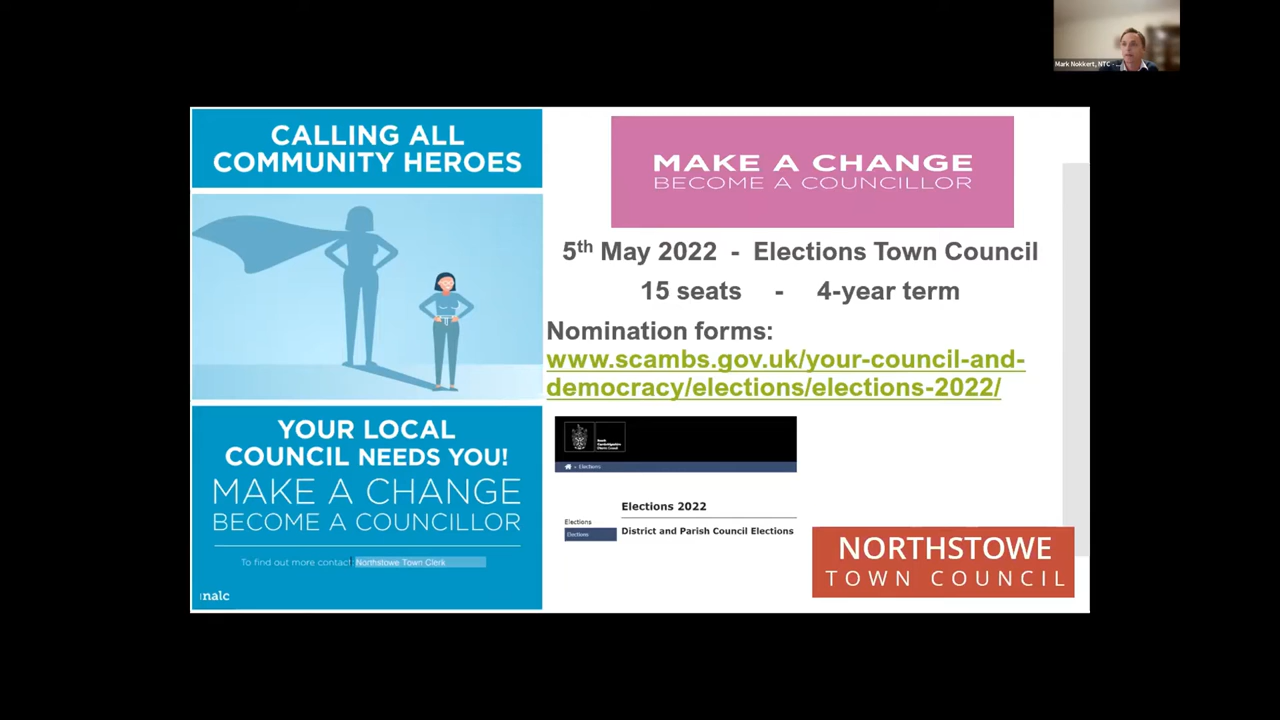 Mark Nokkert, NTC - ...
CALLING ALL
COMMUNITY HEROES
YOUR LOCAL
COUNCIL NEEDS YOU!
MAKE A CHANGE
BECOME A COUNCILLOR
To find out more contact: Northstowe Town Clerk
nalc
MAKE A CHANGE
BECOME A COUNCILLOR
5th May 2022 - Elections Town Council
15 seats - 4-year term
Nomination forms:
www.scambs.gov.uk/your-council-and-
democracy/elections/elections-2022/
South
Cambridgeshire
District Council
> Elections
Elections 2022
Elections
District and Parish Council Elections
Elections
NORTHSTOWE
TOWN COUNCIL